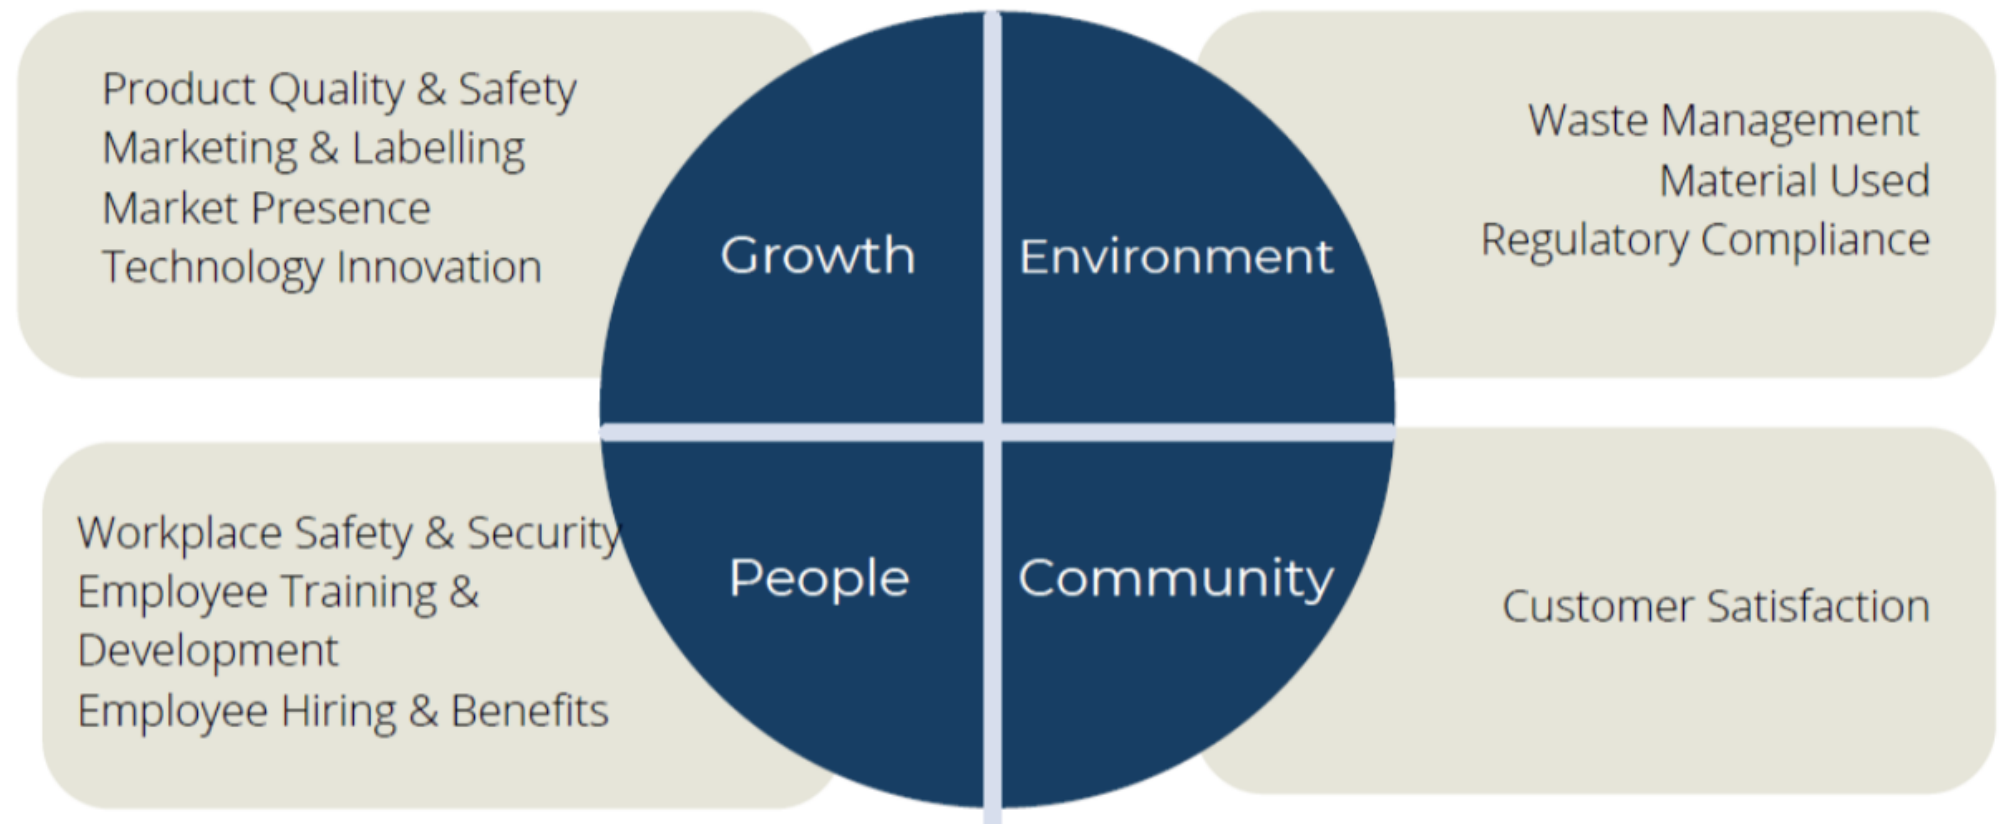 Product Quality & Safety
Marketing & Labelling
Market Presence
Technology Innovation
Growth
Environment
Waste Management
Material Used
Regulatory Compliance
Workplace Safety & Security
Employee Training &
Development
Employee Hiring & Benefits
People
Community
Customer Satisfaction